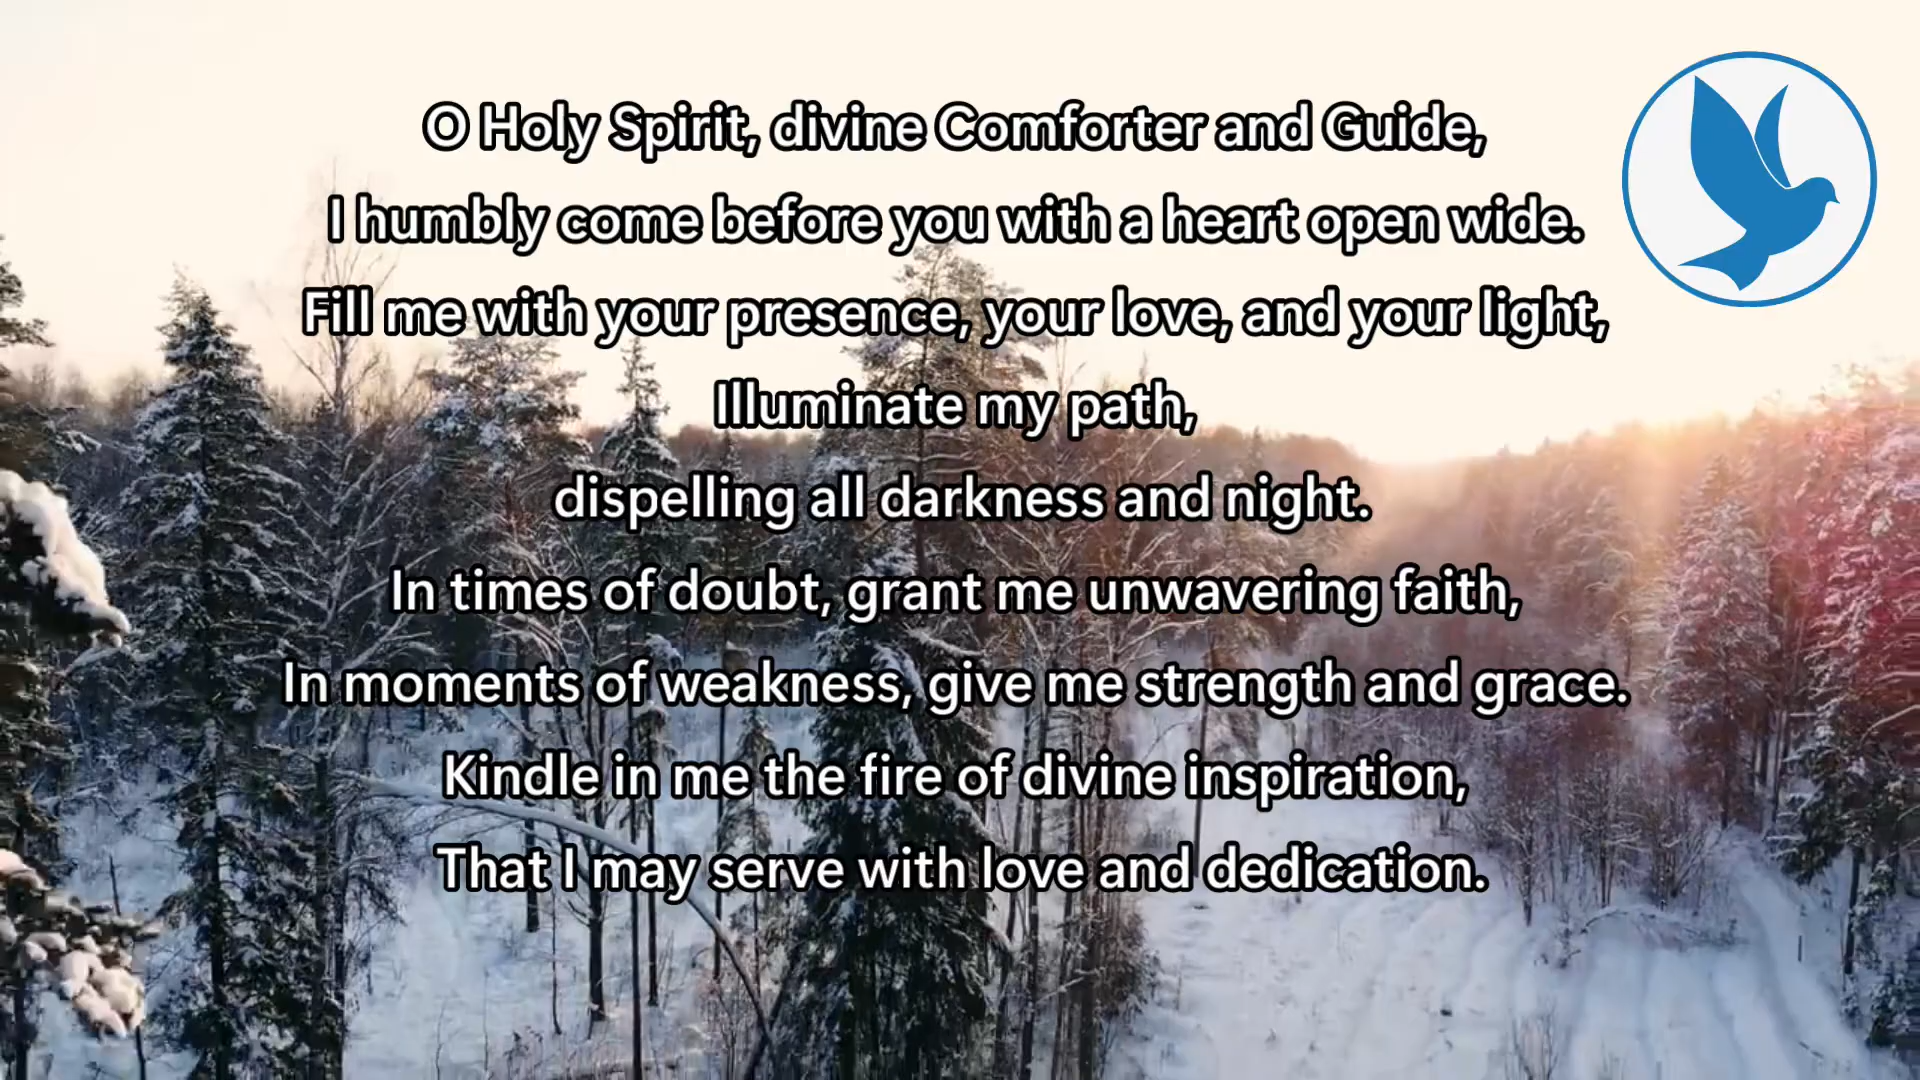 O Holy Spirit, divine Comforter and Guide,
I humbly come before you with a heart open wide.
Fill me with your presence, your love, and your light,
Illuminate my path,
dispelling all darkness and night.
In times of doubt, grant me unwavering faith,
In moments of weakness, give me strength and grace.
Kindle in me the fire of divine inspiration,
That I may serve with love and dedication.